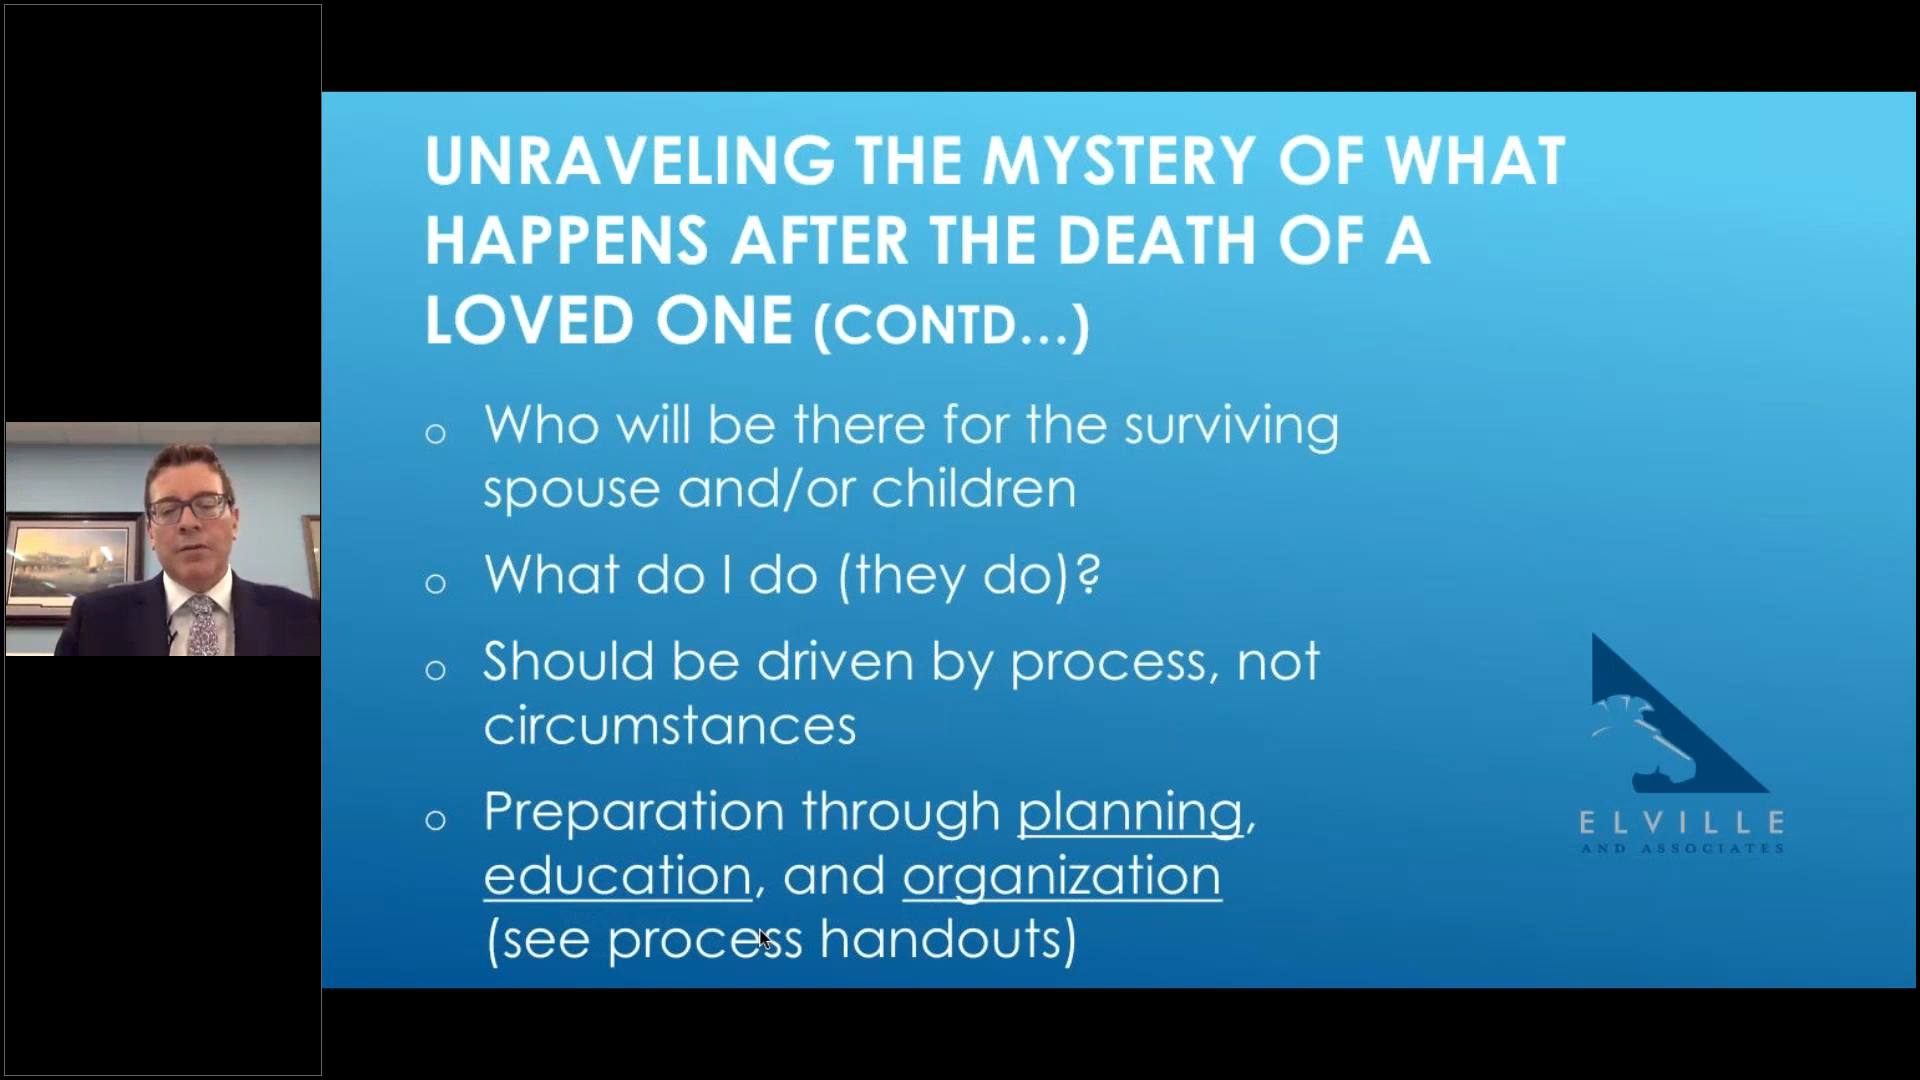 UNRAVELING THE MYSTERY OF WHAT
HAPPENS AFTER THE DEATH OF A
LOVED ONE (CONTD...)
Who will be there for the surviving
spouse and/or children
What do I do (they do)?
Should be driven by process, not
circumstances
Preparation through planning,
education, and organization
(see process handouts)
ELVILLE
AND ASSOCIATES